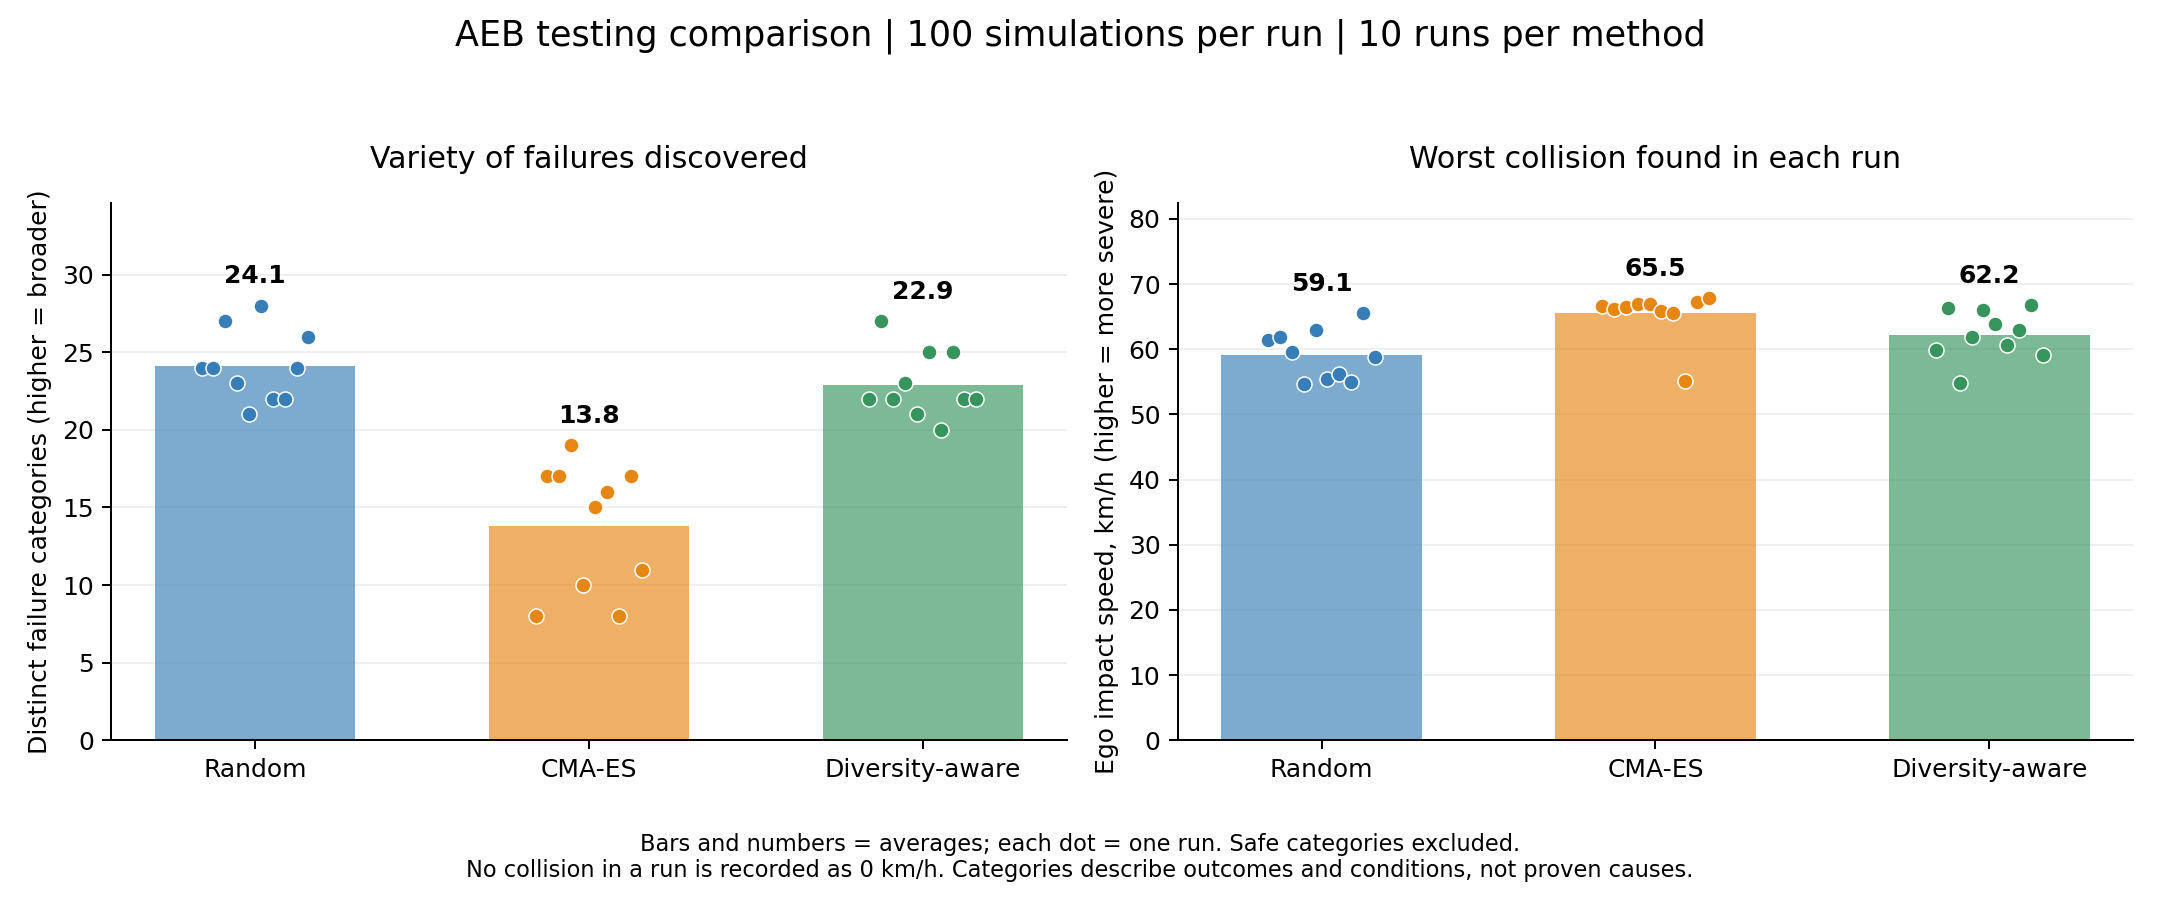 AEB testing comparison | 100 simulations per run | 10 runs per method
Variety of failures discovered
Distinct failure categories (higher = broader)
30
25
20
15
10
5
0
24.1
13.8
22.9
Random
CMA-ES
Diversity-aware
Worst collision found in each run
Ego impact speed, km/h (higher = more severe)
80
70
60
50
40
30
20
10
0
59.1
65.5
62.2
Random
CMA-ES
Diversity-aware
Bars and numbers = averages; each dot = one run. Safe categories excluded.
No collision in a run is recorded as 0 km/h. Categories describe outcomes and conditions, not proven causes.